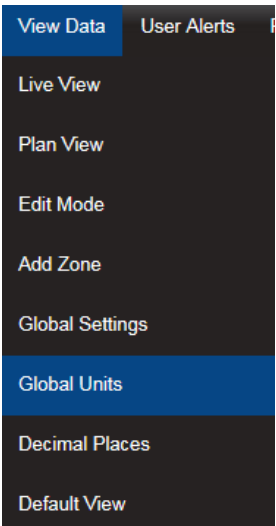 View Data User Alerts
Live View
Plan View
Edit Mode
Add Zone
Global Settings
Global Units
Decimal Places
Default View